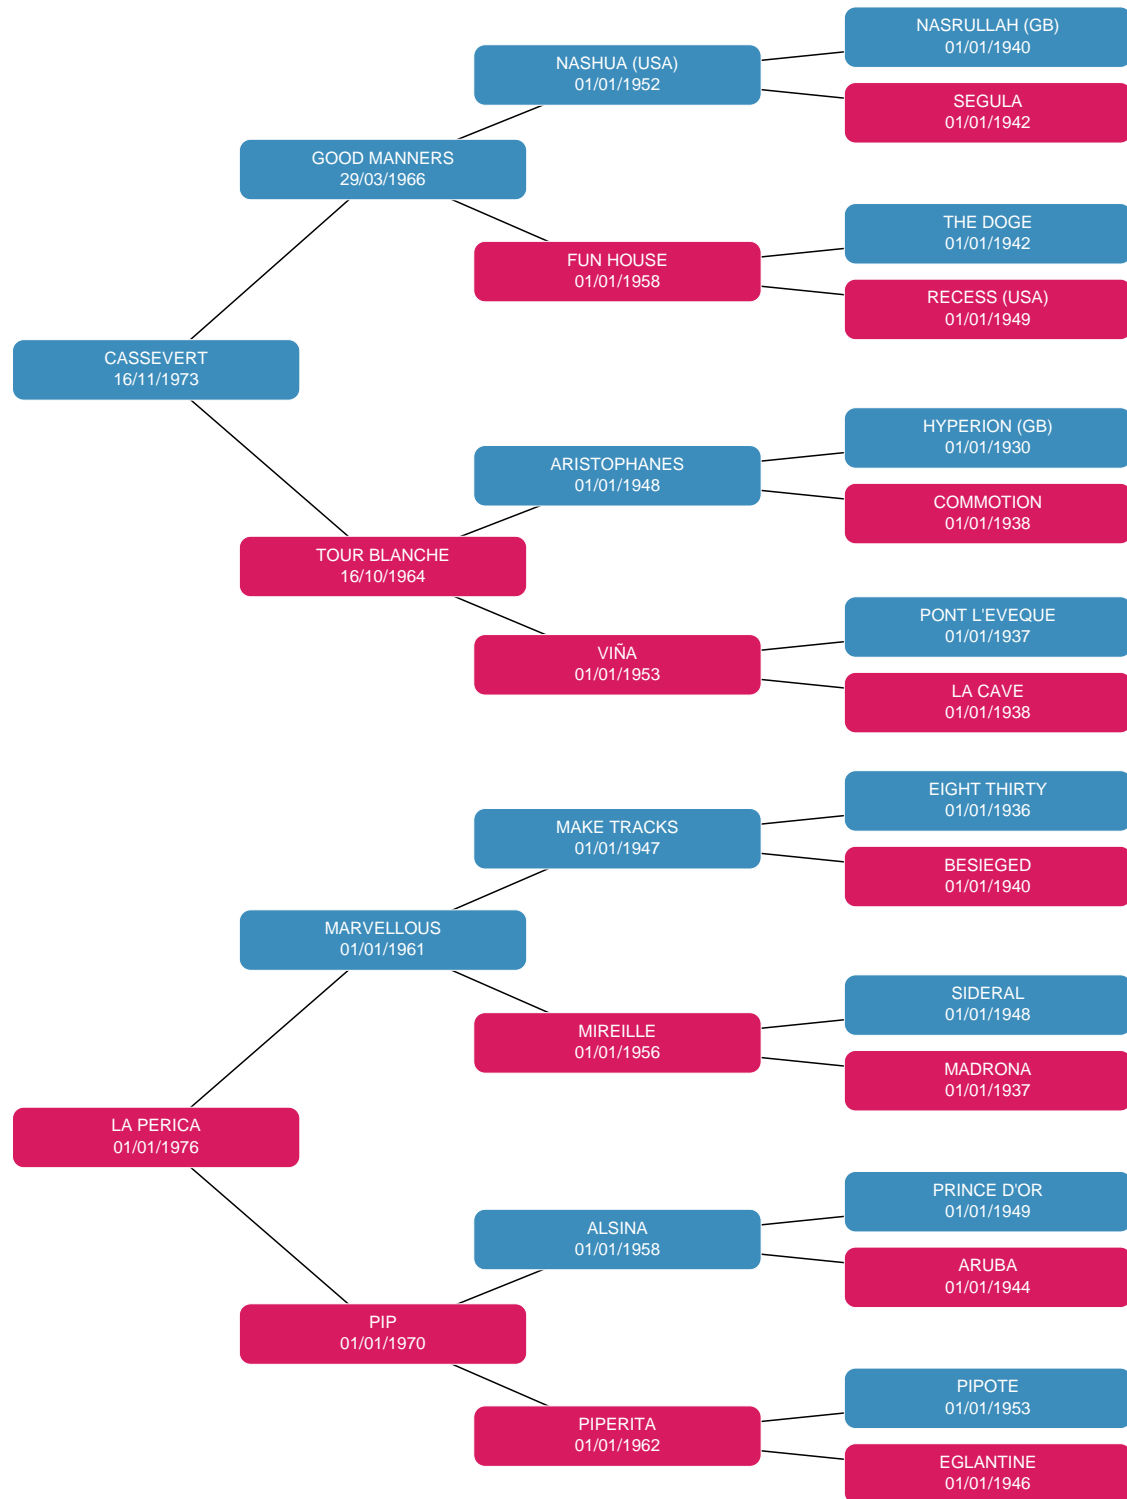 NASRULLAH (GB)
01/01/1940
NASHUA (USA)
01/01/1952
SEGULA
01/01/1942
GOOD MANNERS
29/03/1966
THE DOGE
01/01/1942
FUN HOUSE
01/01/1958
RECESS (USA)
01/01/1949
CASSEVERT
16/11/1973
HYPERION (GB)
01/01/1930
ARISTOPHANES
01/01/1948
COMMOTION
01/01/1938
TOUR BLANCHE
16/10/1964
PONT L'EVEQUE
01/01/1937
VIÑA
01/01/1953
LA CAVE
01/01/1938
EIGHT THIRTY
01/01/1936
MAKE TRACKS
01/01/1947
BESIEGED
01/01/1940
MARVELLOUS
01/01/1961
SIDERAL
01/01/1948
MIREILLE
01/01/1956
MADRONA
01/01/1937
LA PERICA
01/01/1976
PRINCE D'OR
01/01/1949
ALSINA
01/01/1958
ARUBA
01/01/1944
PIP
01/01/1970
PIPOTE
01/01/1953
PIPERITA
01/01/1962
EGLANTINE
01/01/1946